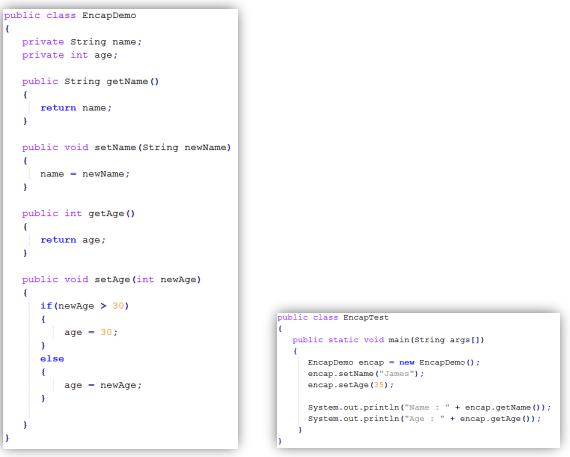 public class EncapDemo
{
private String name;
private int age;
public String getName()
{
return name;
}
public void setName(String newName)
{
name = newName;
}
public int getAge()
{
return age;
}
public void setAge(int newAge)
{
if(newAge > 30)
{
age = 30;
}
else
{
age = newAge;
}
}
}
public class EncapTest
{
public static void main(String args[])
{
EncapDemo encap = new EncapDemo();
encap.setName("James");
encap.setAge(35);
System.out.println("Name : " + encap.getName());
System.out.println("Age : " + encap.getAge());
}
}